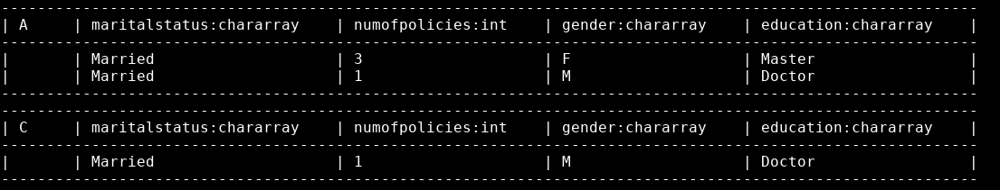 -----------------------------------------------------------------------------------------------------------
| A     | maritalstatus:chararray    | numofpolicies:int    | gender:chararray    | education:chararray    |
-----------------------------------------------------------------------------------------------------------
|       | Married                    | 3                    | F                   | Master                 |
|       | Married                    | 1                    | M                   | Doctor                 |
-----------------------------------------------------------------------------------------------------------
-----------------------------------------------------------------------------------------------------------
| C     | maritalstatus:chararray    | numofpolicies:int    | gender:chararray    | education:chararray    |
-----------------------------------------------------------------------------------------------------------
|       | Married                    | 1                    | M                   | Doctor                 |
-----------------------------------------------------------------------------------------------------------